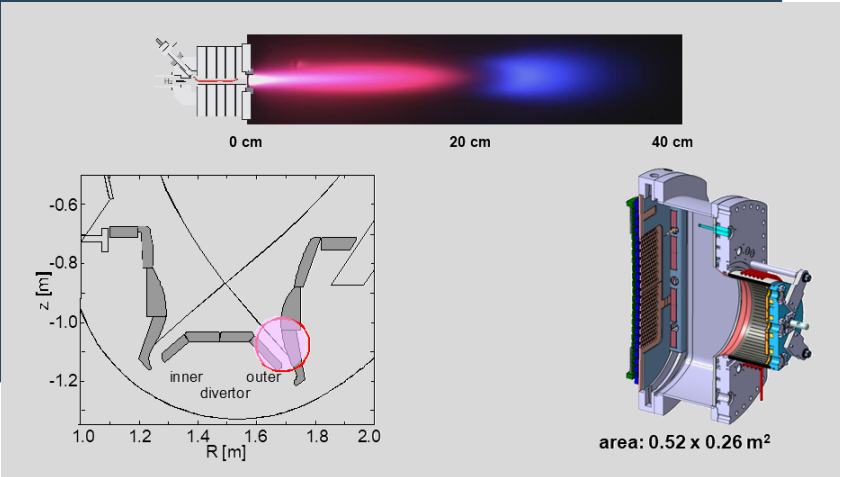 H₂
0 cm
20 cm
40 cm
-0.6
-0.8
-1.0
-1.2
z [m]
inner
outer
divertor
1.0
1.2
1.4
1.6
1.8
2.0
R [m]
area: 0.52 x 0.26 m²